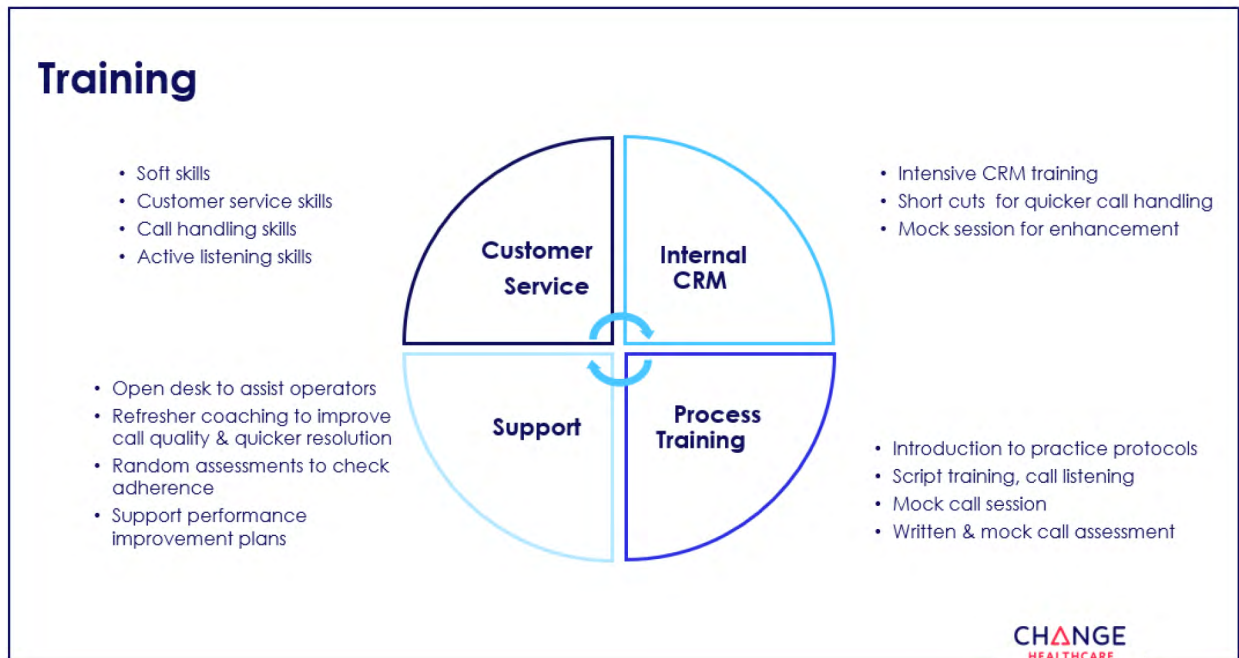 Training
• Soft skills
• Customer service skills
• Call handling skills
• Active listening skills
Customer
Service
Internal
CRM
• Intensive CRM training
• Short cuts  for quicker call handling
• Mock session for enhancement
• Open desk to assist operators
• Refresher coaching to improve
call quality & quicker resolution
• Random assessments to check
adherence
• Support performance
improvement plans
Support
Process
Training
• Introduction to practice protocols
• Script training, call listening
• Mock call session
• Written & mock call assessment
CHANGE
HEALTHCARE